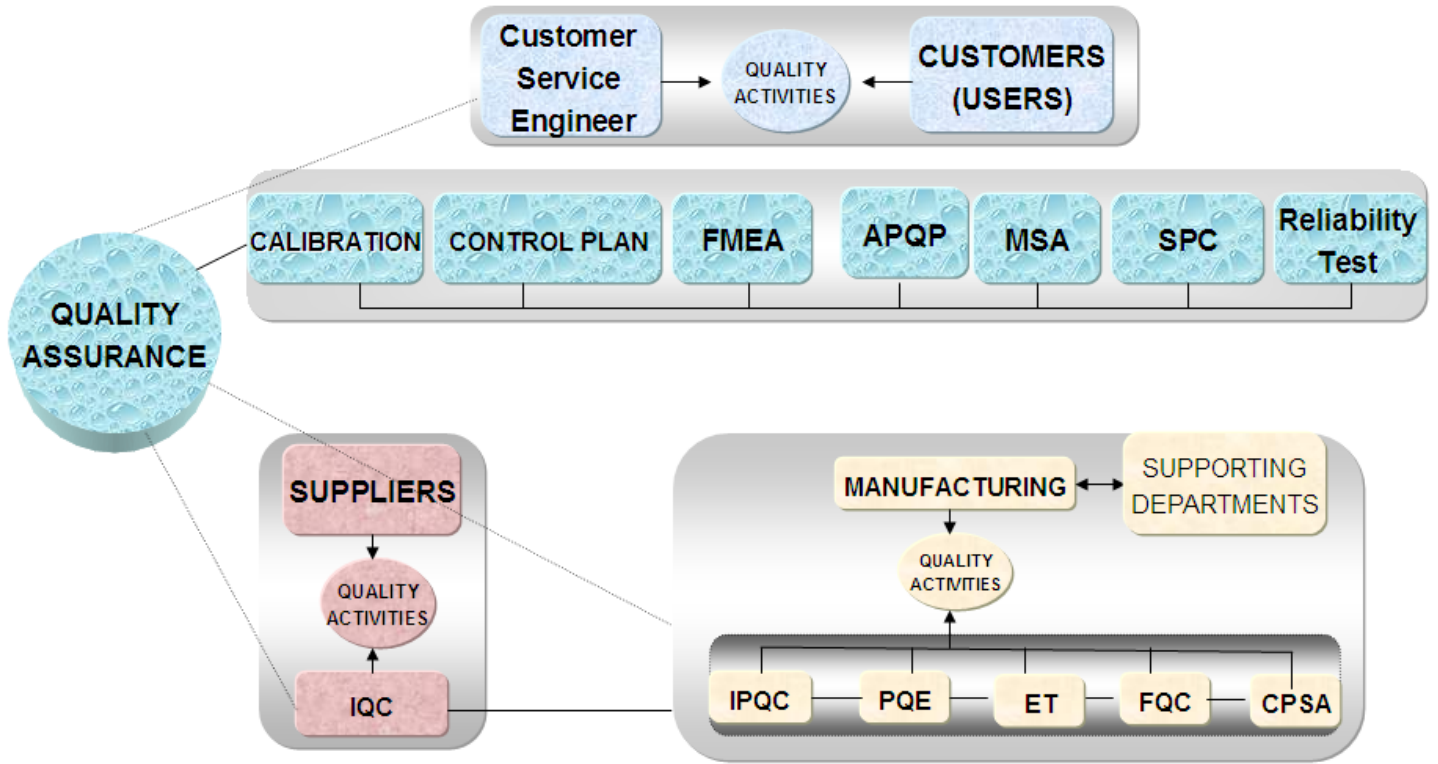 Customer
Service
Engineer
QUALITY
ACTIVITIES
CUSTOMERS
(USERS)
CALIBRATION
CONTROL PLAN
FMEA
APQP
MSA
SPC
Reliability
Test
QUALITY
ASSURANCE
SUPPLIERS
QUALITY
ACTIVITIES
IQC
MANUFACTURING
SUPPORTING
DEPARTMENTS
QUALITY
ACTIVITIES
IPQC
PQE
ET
FQC
CPSA